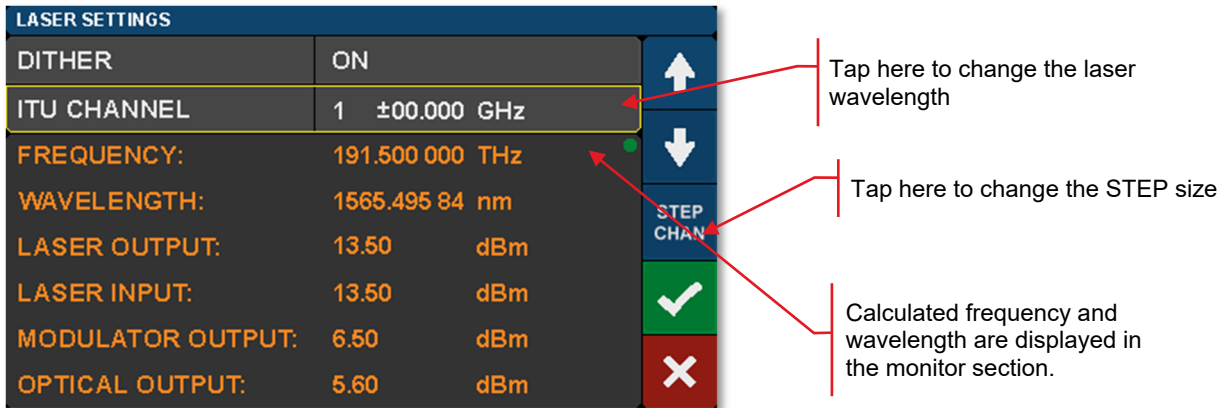 LASER SETTINGS
DITHER ON
ITU CHANNEL 1 ±00.000 GHz
FREQUENCY: 191.500 000 THz
WAVELENGTH: 1565.495 84 nm
LASER OUTPUT: 13.50 dBm
LASER INPUT: 13.50 dBm
MODULATOR OUTPUT: 6.50 dBm
OPTICAL OUTPUT: 5.60 dBm
STEP
CHAN
Tap here to change the laser
wavelength
Tap here to change the STEP size
Calculated frequency and
wavelength are displayed in
the monitor section.